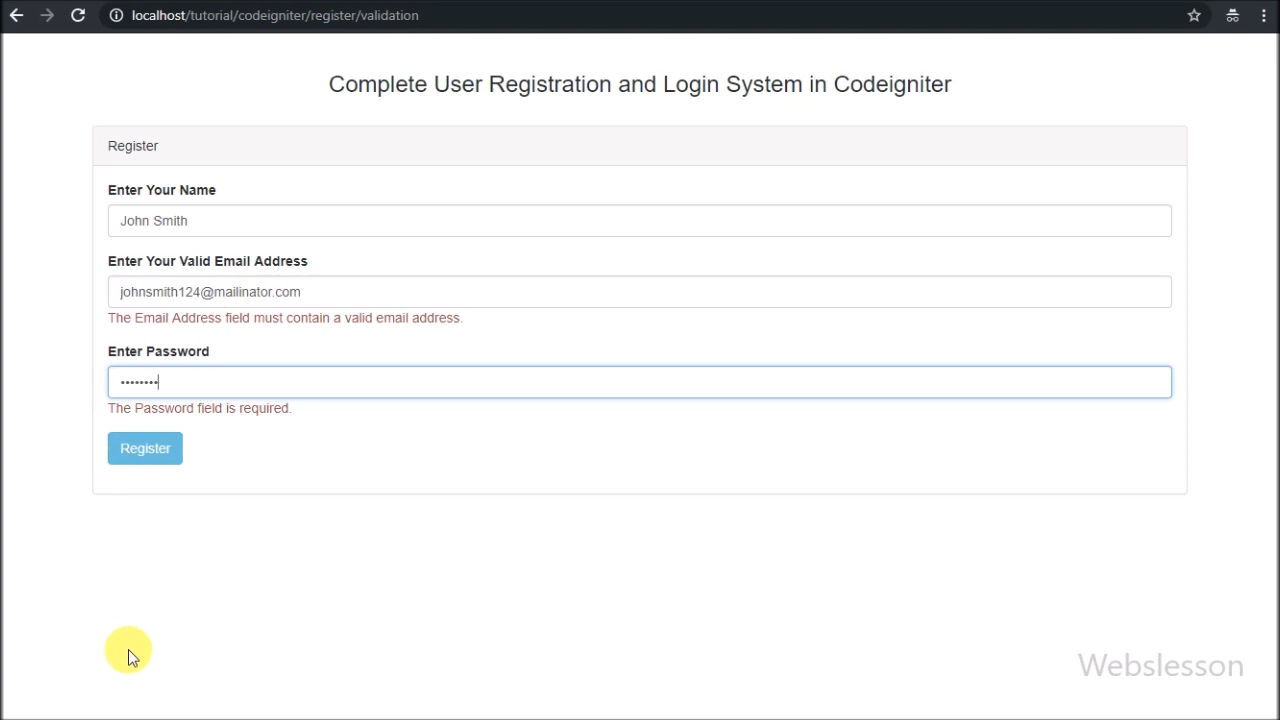 localhost/tutorial/codeigniter/register/validation
Complete User Registration and Login System in Codeigniter
Register
Enter Your Name
John Smith
Enter Your Valid Email Address
johnsmith124@mailinator.com
The Email Address field must contain a valid email address.
Enter Password
••••••••
The Password field is required.
Register
Webslesson